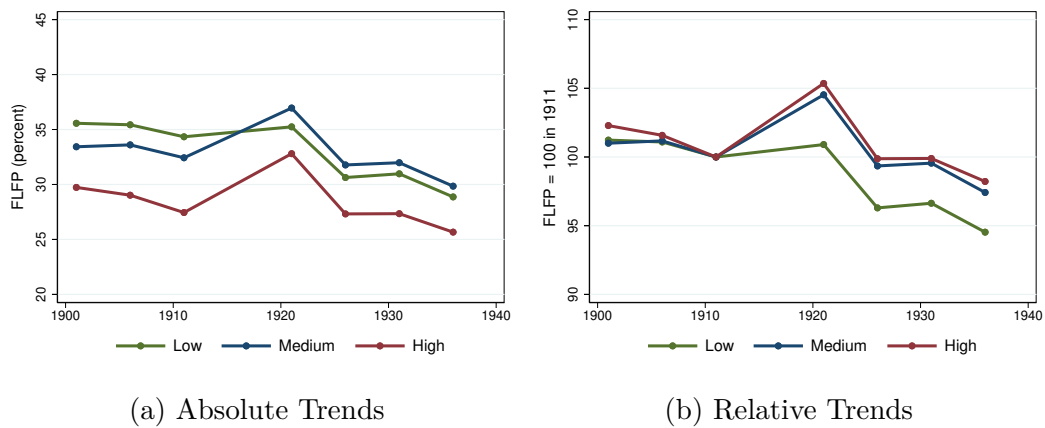 FLFP (percent)
45
40
35
30
25
20
1900 1910 1920 1930 1940
Low Medium High
(a) Absolute Trends
FLFP = 100 in 1911
110
105
100
95
90
1900 1910 1920 1930 1940
Low Medium High
(b) Relative Trends